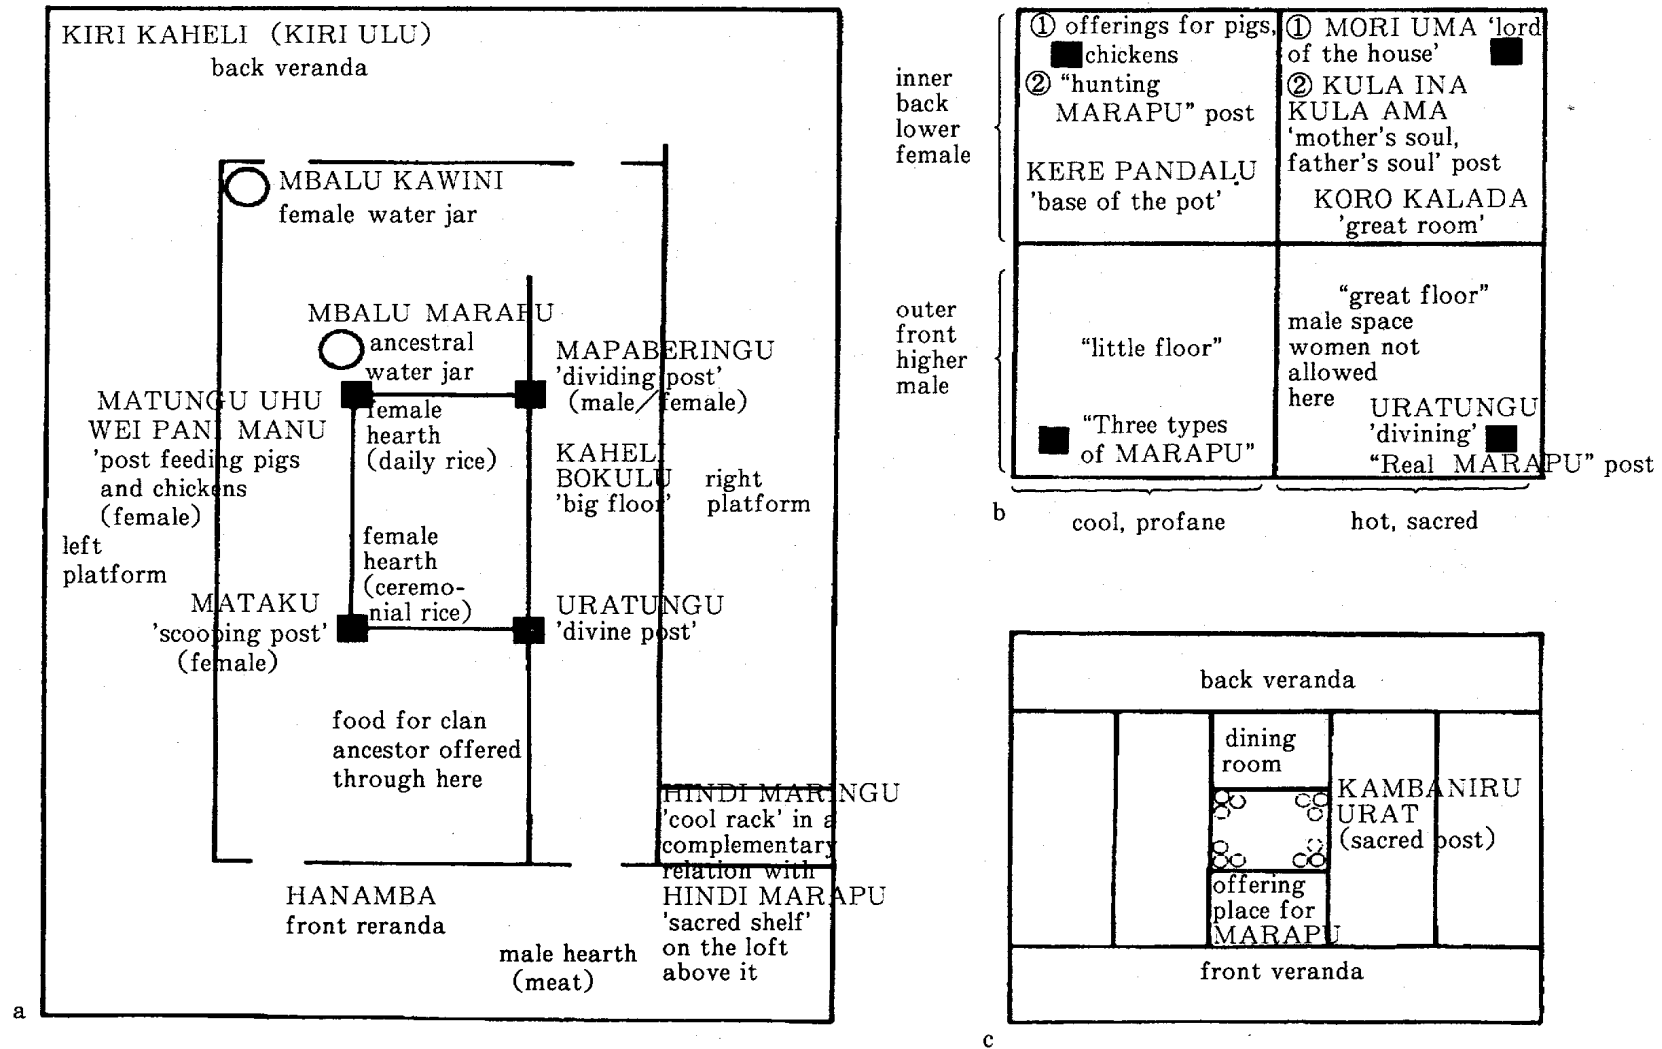 KIRI KAHELI (KIRI ULU)
back veranda
MBALU KAWINI
female water jar
MBALU MARAPU
ancestral
water jar
MAPABERINGU
'dividing post'
(male/female)
MATUNGU UHU
WEI PANI MANU
'post feeding pigs
and chickens
(female)
female
hearth
(daily rice)
KAHELI
BOKULU
'big floor'
right
platform
left
platform
female
hearth
(ceremo-
nial rice)
MATAKU
'scooping post'
(female)
URATUNGU
'divine post'
food for clan
ancestor offered
through here
HINDI MARINGU
'cool rack' in a
complementary
relation with
HINDI MARAPU
'sacred shelf'
on the loft
above it
HANAMBA
front reranda
male hearth
(meat)
a
inner
back
lower
female
① offerings for pigs,
chickens
② "hunting
MARAPU" post
KERE PANDALU
'base of the pot'
① MORI UMA 'lord
of the house'
② KULA INA
KULA AMA
'mother's soul,
father's soul' post
KORO KALADA
'great room'
outer
front
higher
male
"little floor"
"Three types
of MARAPU"
"great floor"
male space
women not
allowed
here
URATUNGU
'divining'
"Real MARAPU" post
b
cool, profane
hot, sacred
back veranda
dining
room
KAMBANIRU
URAT
(sacred post)
offering
place for
MARAPU
front veranda
c